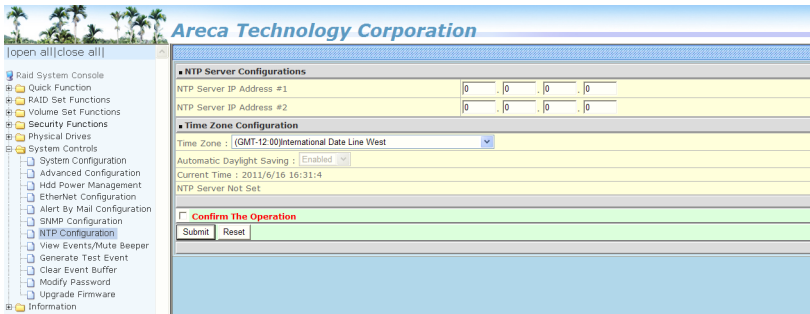 Areca Technology Corporation
|open all|close all|
Raid System Console
Quick Function
RAID Set Functions
Volume Set Functions
Security Functions
Physical Drives
System Controls
System Configuration
Advanced Configuration
Hdd Power Management
EtherNet Configuration
Alert By Mail Configuration
SNMP Configuration
NTP Configuration
View Events/Mute Beeper
Generate Test Event
Clear Event Buffer
Modify Password
Upgrade Firmware
Information
NTP Server Configurations
NTP Server IP Address #1 0 . 0 . 0 . 0
NTP Server IP Address #2 0 . 0 . 0 . 0
Time Zone Configuration
Time Zone : (GMT-12:00)International Date Line West
Automatic Daylight Saving : Enabled
Current Time : 2011/6/16 16:31:4
NTP Server Not Set
Confirm The Operation
Submit Reset